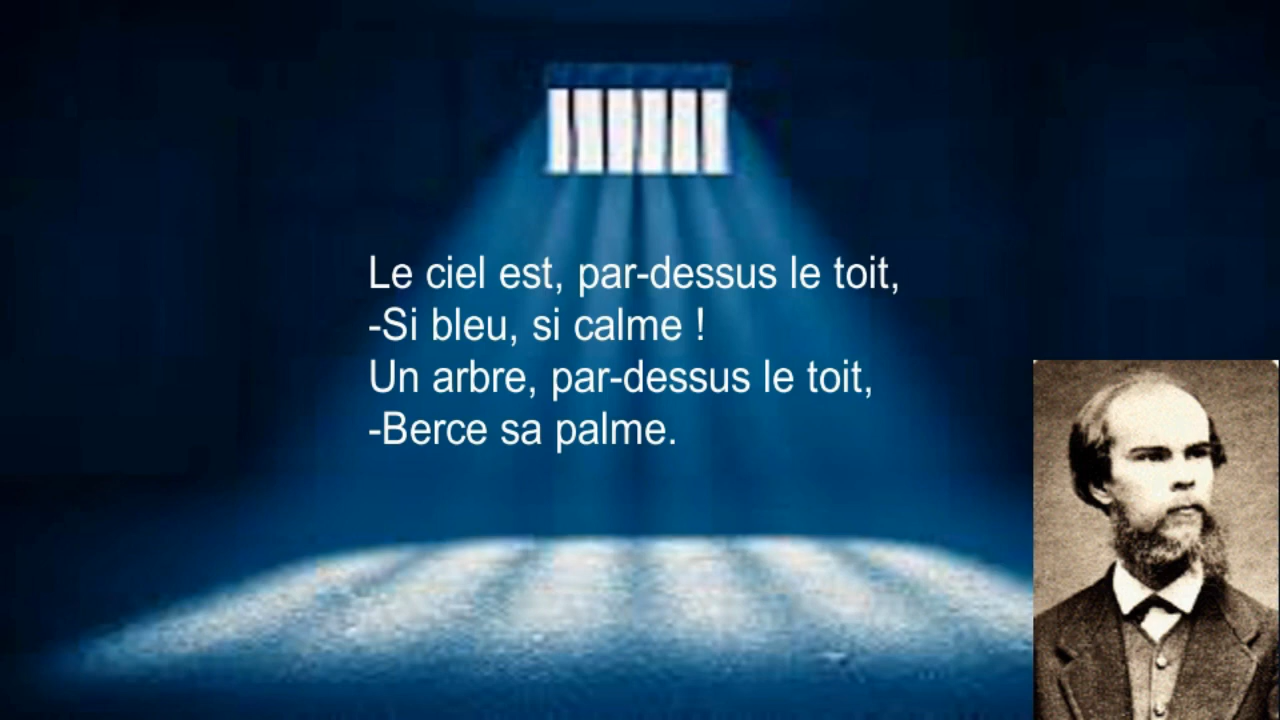 Le ciel est, par-dessus le toit,
-Si bleu, si calme !
Un arbre, par-dessus le toit,
-Berce sa palme.